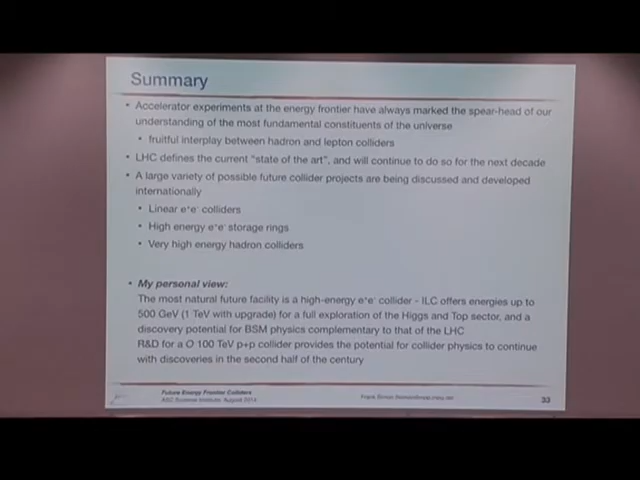 Summary
• Accelerator experiments at the energy frontier have always marked the spear-head of our
understanding of the most fundamental constituents of the universe
• fruitful interplay between hadron and lepton colliders
• LHC defines the current "state of the art", and will continue to do so for the next decade
• A large variety of possible future collider projects are being discussed and developed
internationally
• Linear e⁺e⁻ colliders
• High energy e⁺e⁻ storage rings
• Very high energy hadron colliders
• My personal view:
The most natural future facility is a high-energy e⁺e⁻ collider - ILC offers energies up to
500 GeV (1 TeV with upgrade) for a full exploration of the Higgs and Top sector, and a
discovery potential for BSM physics complementary to that of the LHC
R&D for a O 100 TeV p+p collider provides the potential for collider physics to continue
with discoveries in the second half of the century
Future Energy Frontier Colliders
August 2014
Frank Simon
33